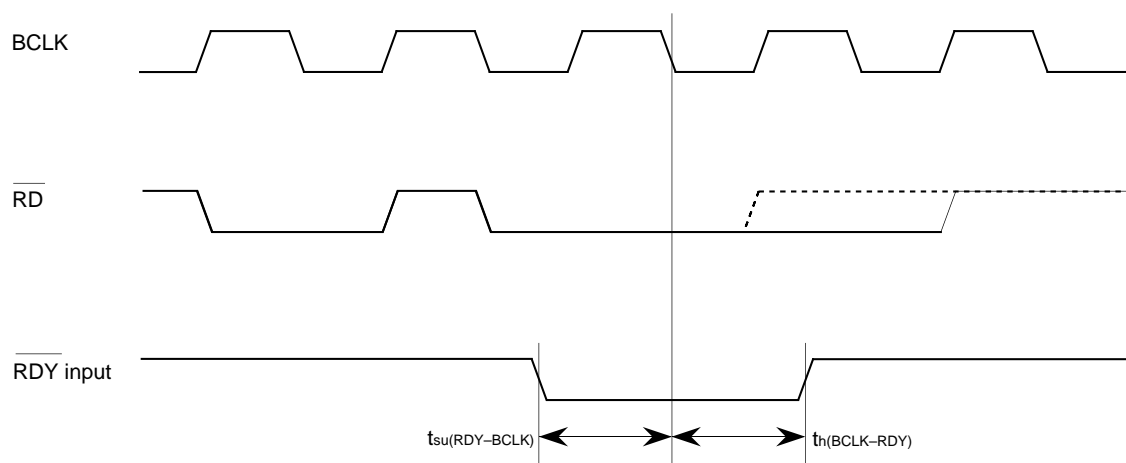 BCLK
RD
RDY input
tsu(RDY–BCLK)
th(BCLK–RDY)